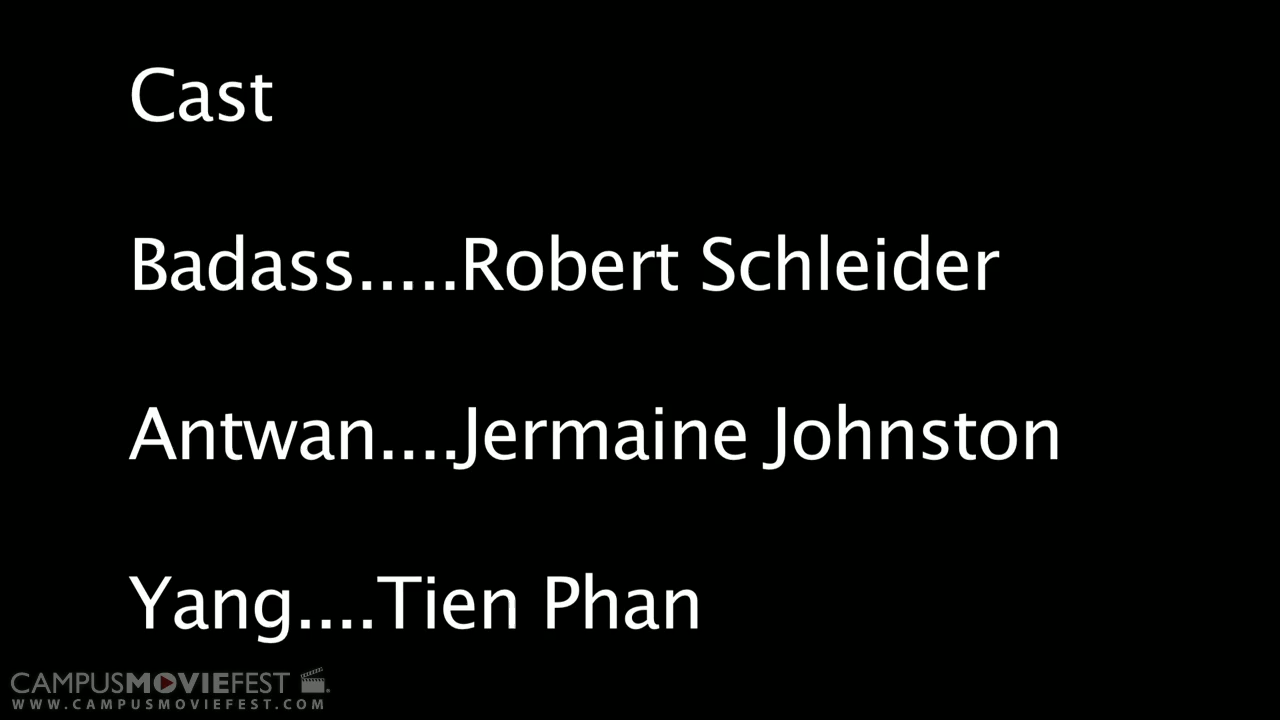 Cast
Badass.....Robert Schleider
Antwan....Jermaine Johnston
Yang....Tien Phan
CAMPUSMOVIEFEST
WWW.CAMPUSMOVIEFEST.COM